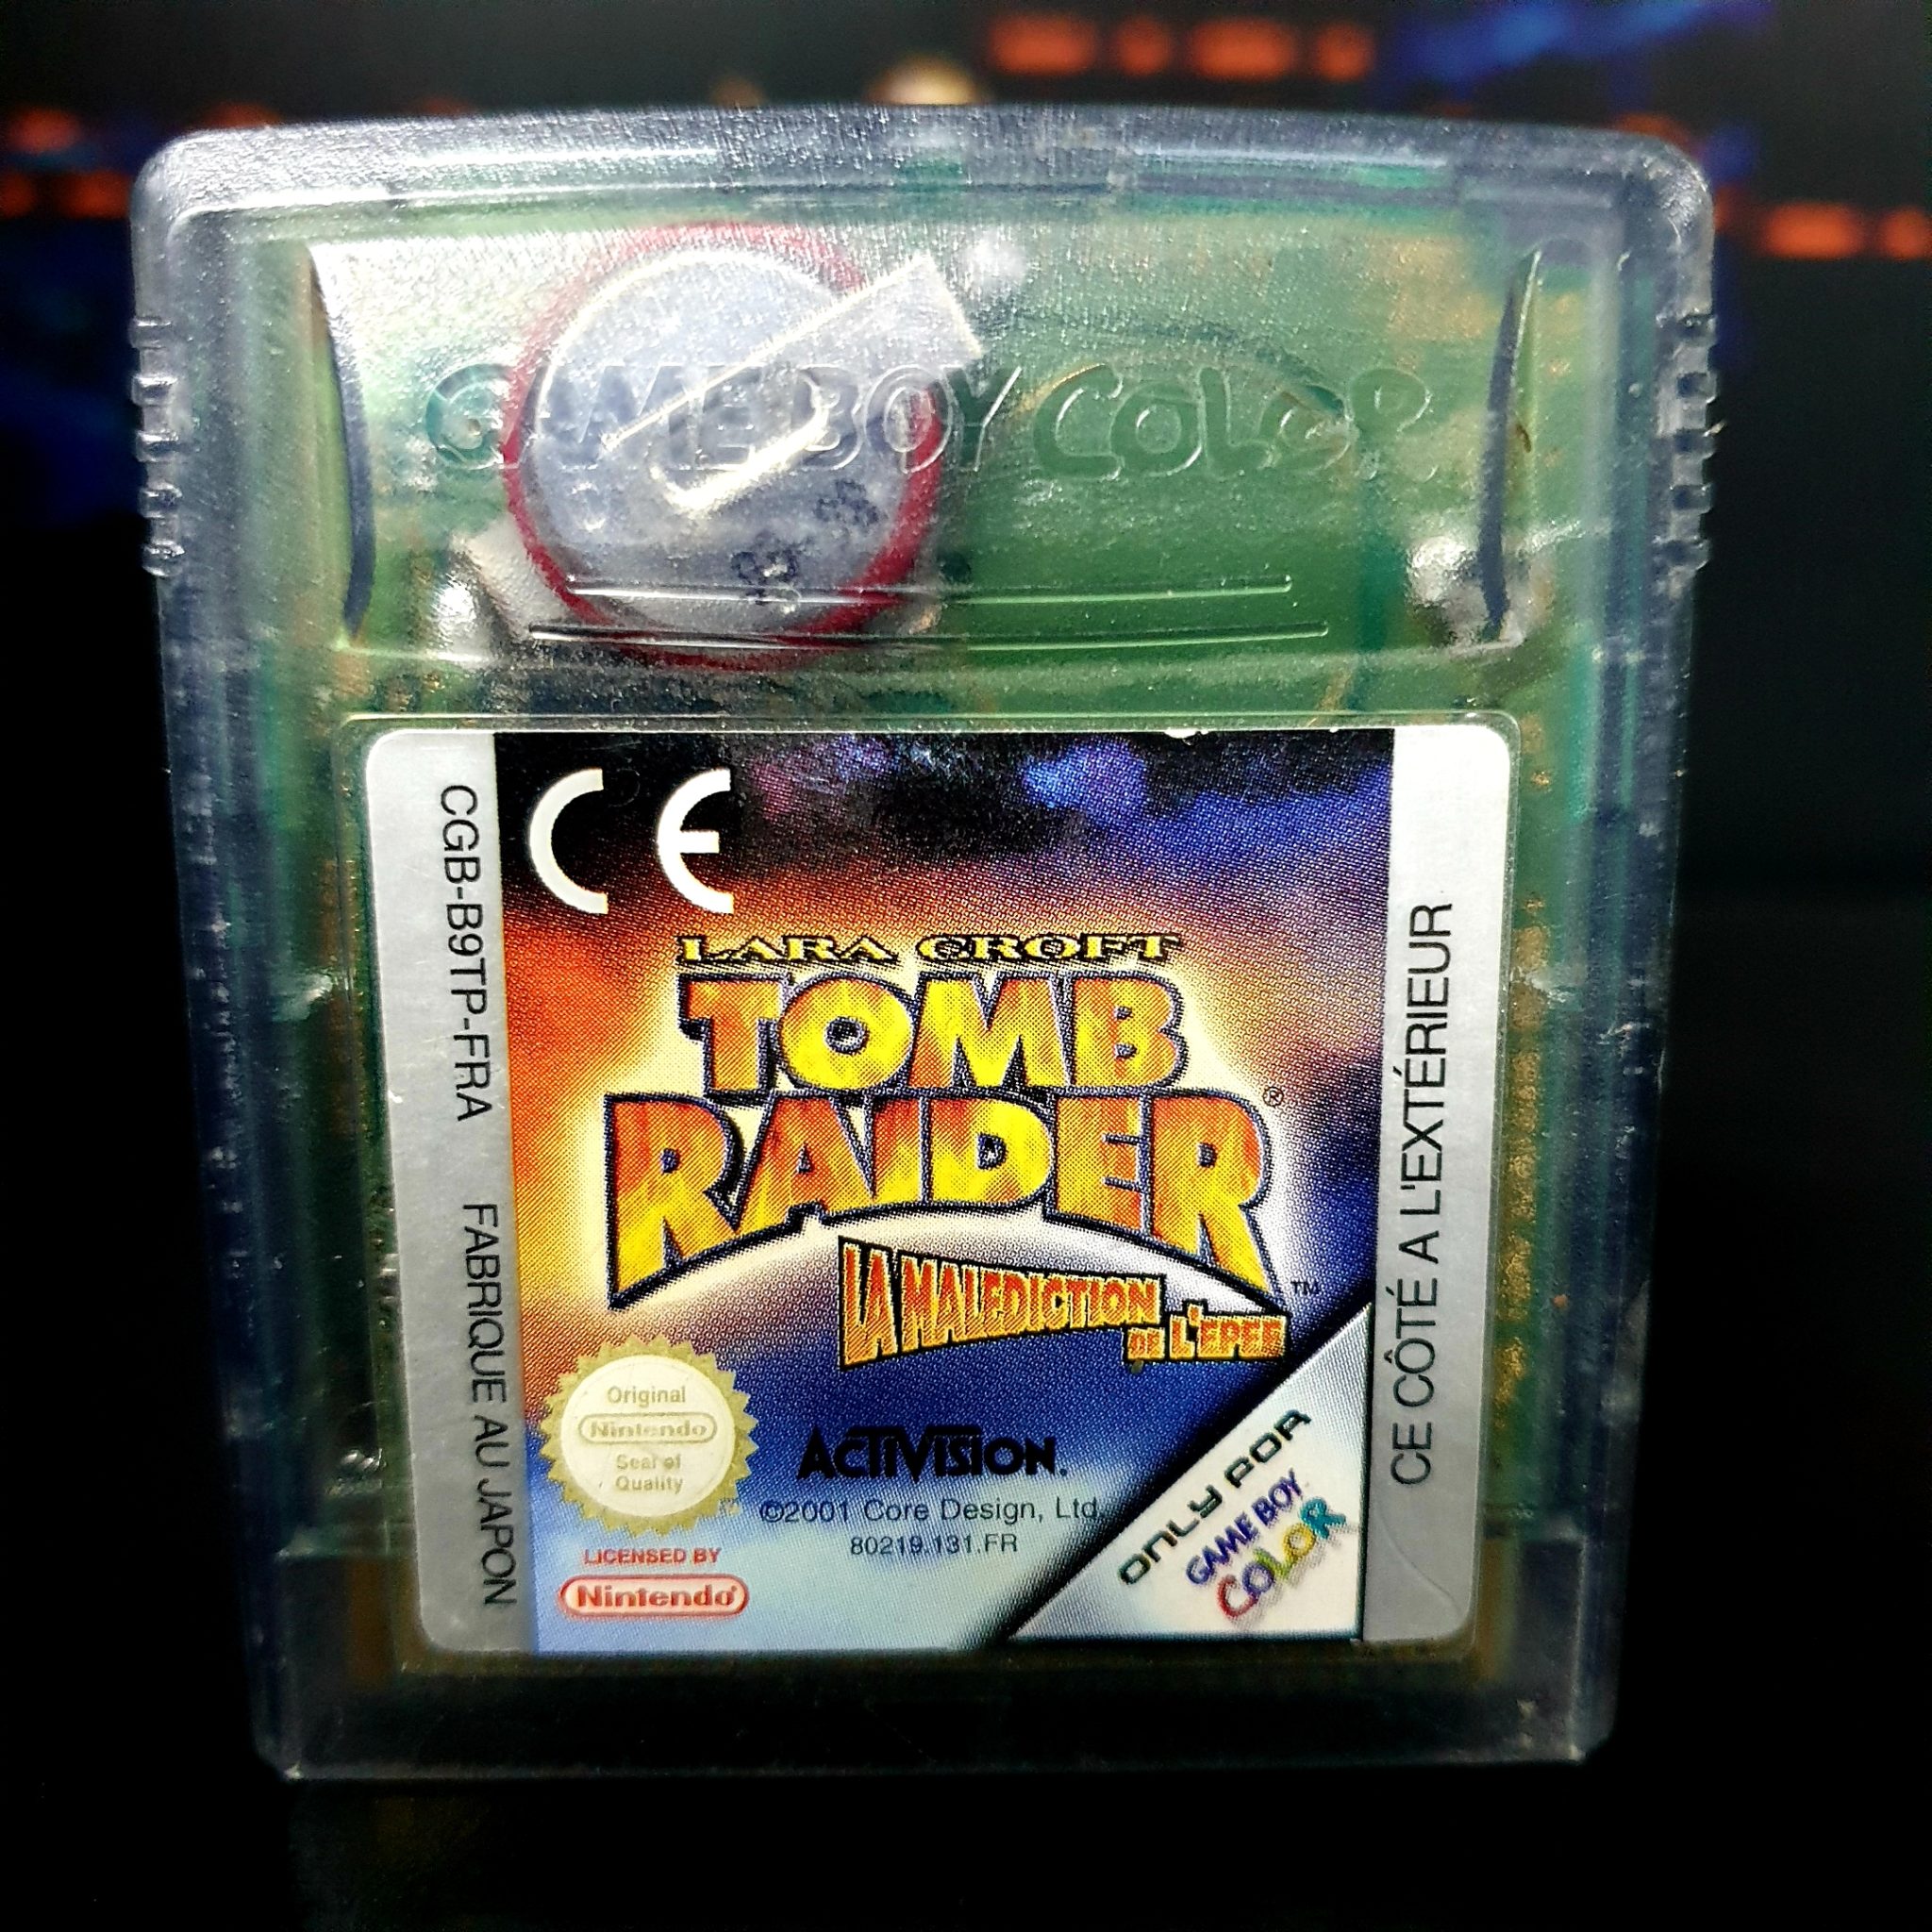 GAME BOY COLOR
CGB-B9TP-FRA FABRIQUE AU JAPON
CE
LARA CROFT
TOMB
RAIDER®
LA MALEDICTION
DE L'EPEE
™
Original
Nintendo
Seal of
Quality
ACTIVISION.
©2001 Core Design, Ltd.
80219.131.FR
LICENSED BY
Nintendo®
ONLY FOR
GAME BOY
COLOR
CE CÔTÉ A L'EXTÉRIEUR